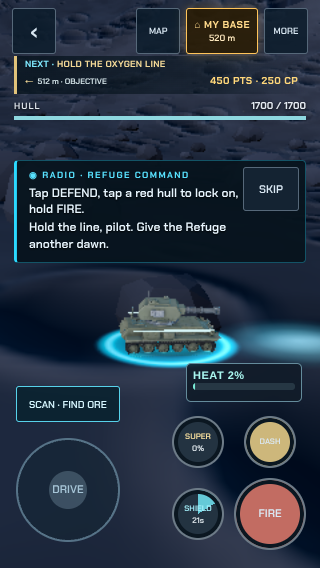 ‹
MAP
⌂ MY BASE
520 m
MORE
NEXT · HOLD THE OXYGEN LINE
← 512 m · OBJECTIVE
450 PTS · 250 CP
HULL
1700 / 1700
◉ RADIO · REFUGE COMMAND
SKIP
Tap DEFEND, tap a red hull to lock on,
hold FIRE.
Hold the line, pilot. Give the Refuge
another dawn.
HEAT 2%
SCAN · FIND ORE
SUPER
0%
DASH
DRIVE
SHIELD
21s
FIRE